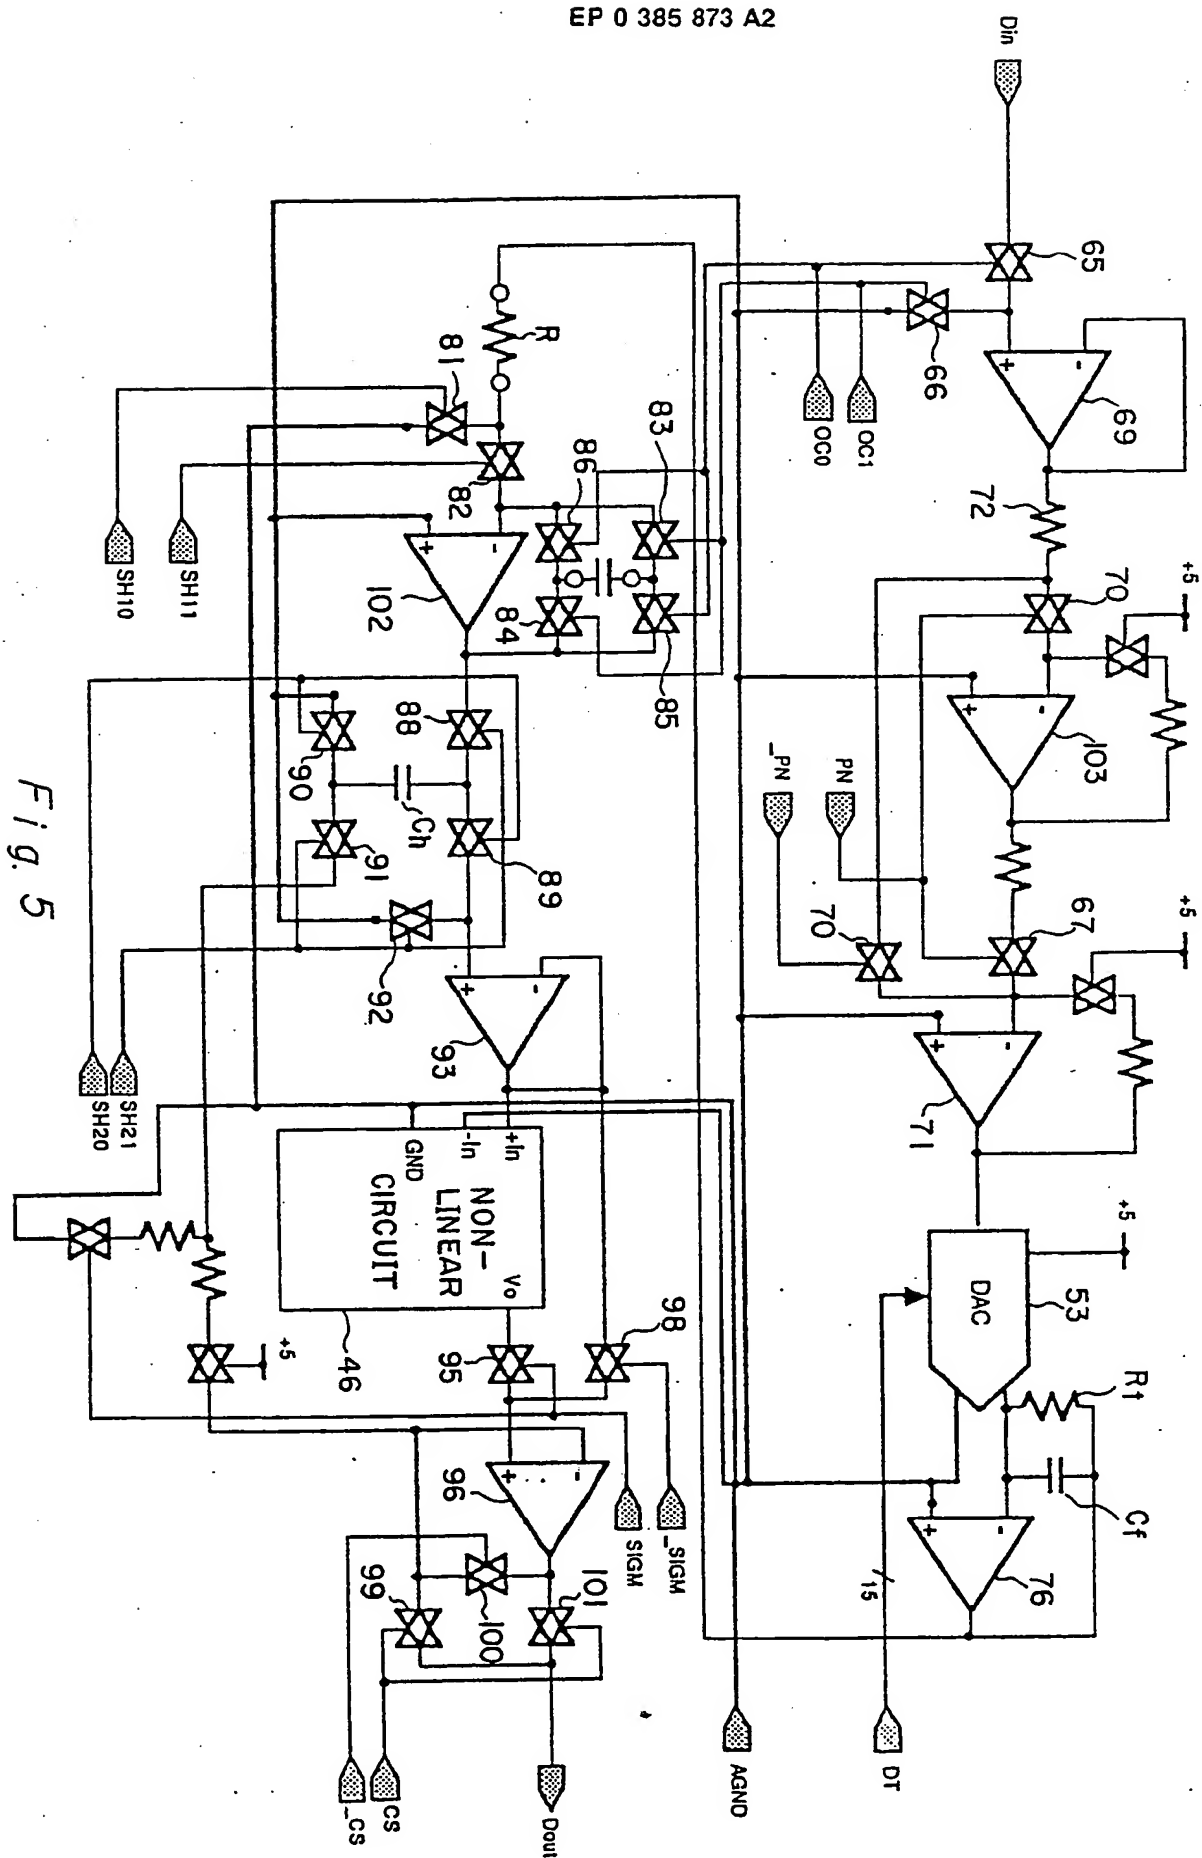 EP 0 385 873 A2
Din
65
66
69
OC0
OC1
72
+5
70
103
_PN
PN
70
67
+5
71
+5
DAC
53
Rf
Cf
76
15
DT
AGND
R
81
82
SH10
SH11
83
86
84
85
102
88
90
Ch
91
89
92
93
SH20
SH21
+In
-In
GND
NON-
LINEAR
CIRCUIT
Vo
46
+5
95
98
_SIGM
SIGM
96
99
100
101
_CS
CS
Dout
Fig. 5